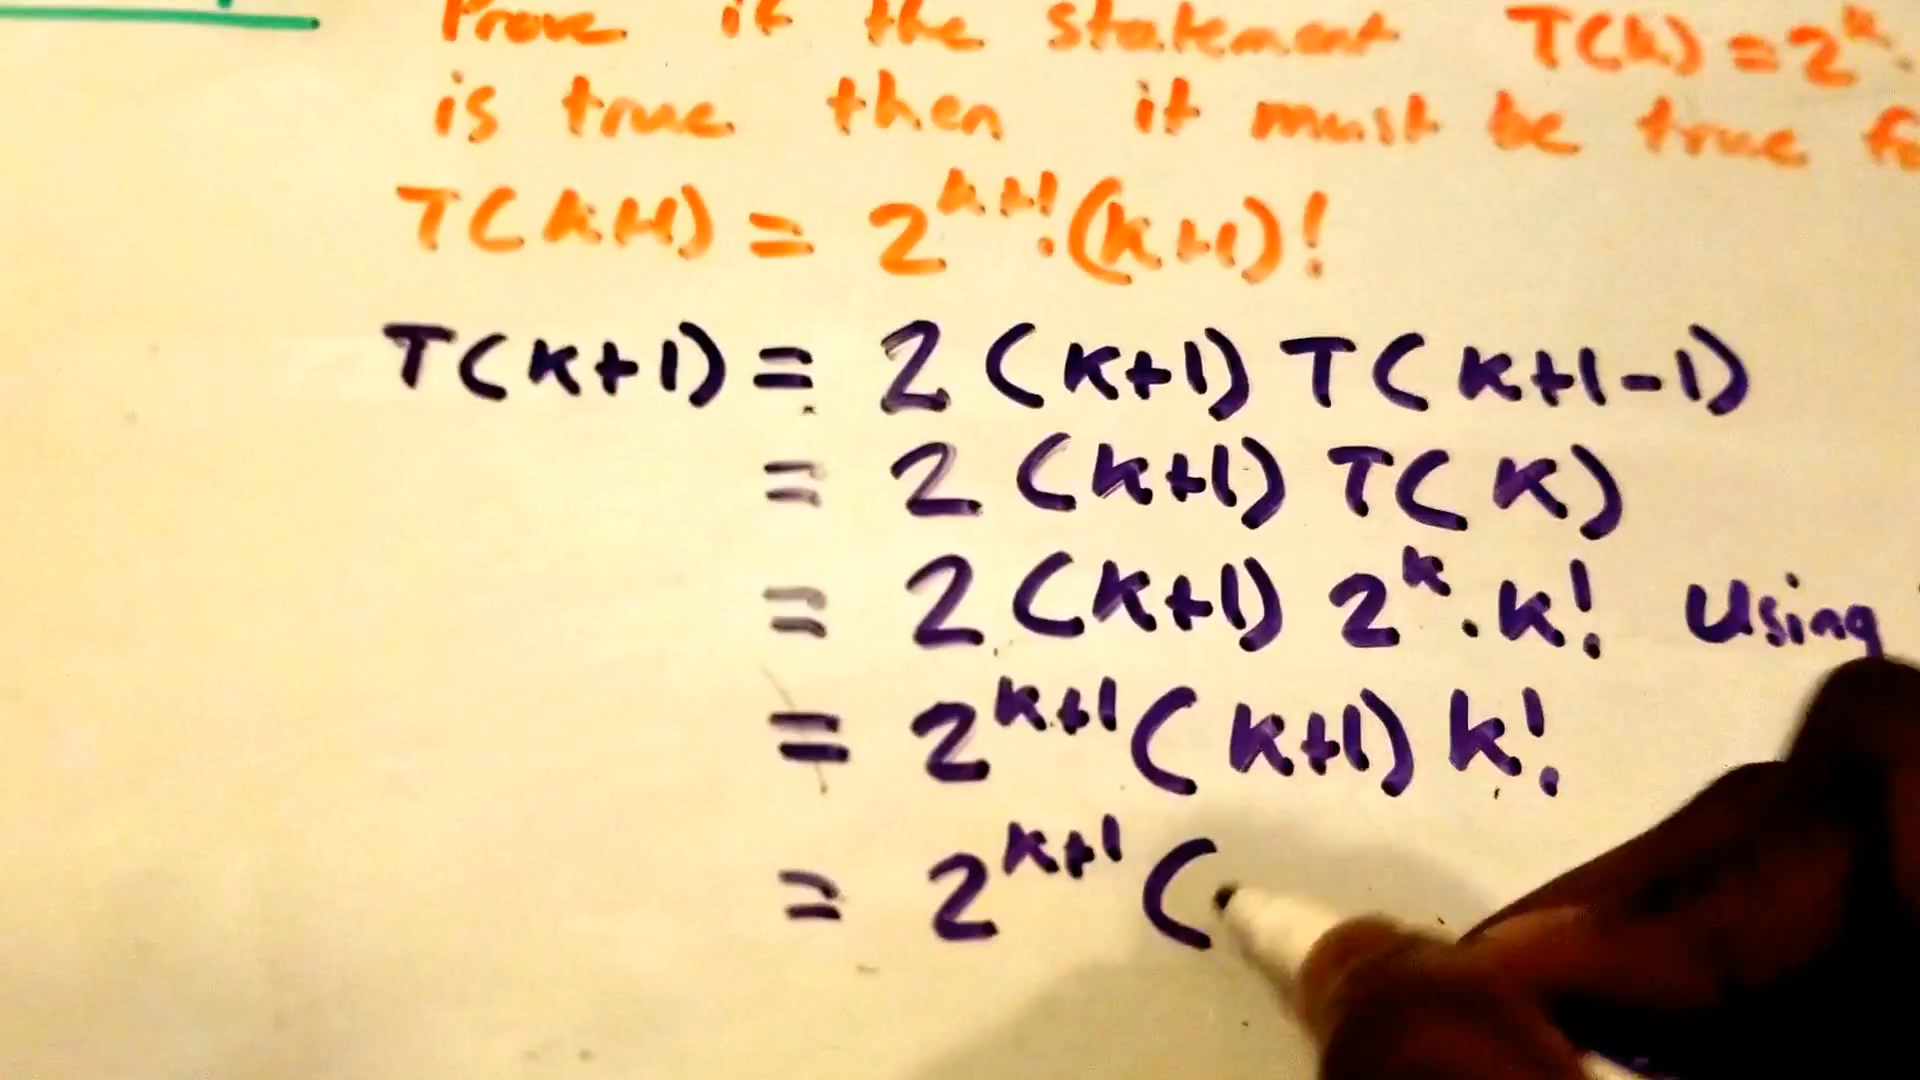 Prove if the statement T(k) = 2^k.
is true then it must be true fo
T(k+1) = 2^k+1.(k+1)!
T(k+1) = 2(k+1) T(k+1-1)
= 2(k+1) T(k)
= 2(k+1) 2^k . k! Using
= 2^k+1 (k+1) k!
= 2^k+1 (